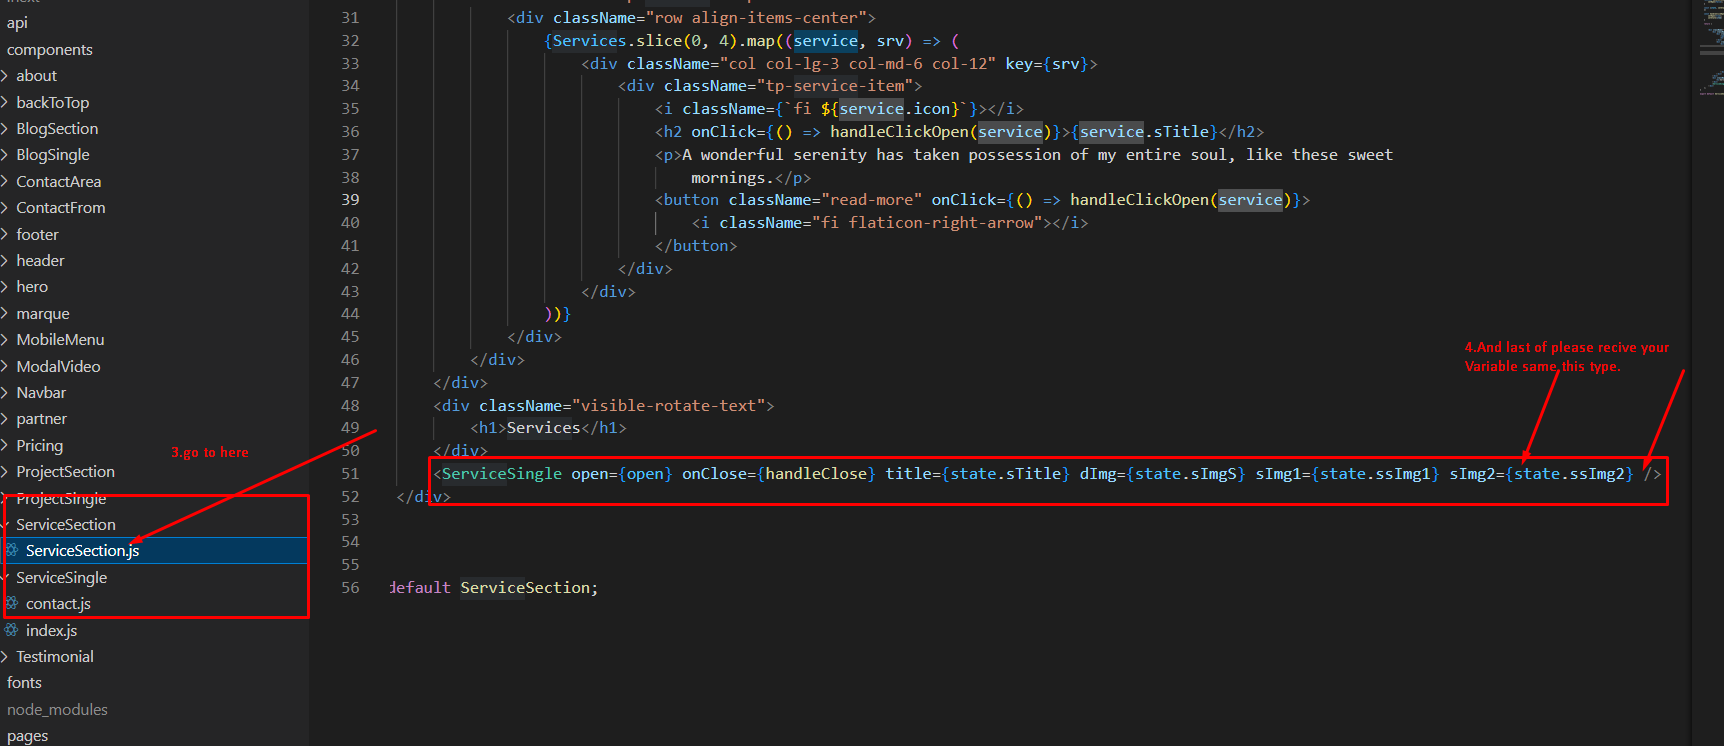 api
components
about
backToTop
BlogSection
BlogSingle
ContactArea
ContactFrom
footer
header
hero
marque
MobileMenu
ModalVideo
Navbar
partner
Pricing
ProjectSection
ProjectSingle
ServiceSection
ServiceSection.js
ServiceSingle
contact.js
index.js
Testimonial
fonts
node_modules
pages
3.go to here
31 <div className="row align-items-center">
32 {Services.slice(0, 4).map((service, srv) => (
33 <div className="col col-lg-3 col-md-6 col-12" key={srv}>
34 <div className="tp-service-item">
35 <i className={`fi ${service.icon}`}></i>
36 <h2 onClick={() => handleClickOpen(service)}>{service.sTitle}</h2>
37 <p>A wonderful serenity has taken possession of my entire soul, like these sweet
38 mornings.</p>
39 <button className="read-more" onClick={() => handleClickOpen(service)}>
40 <i className="fi flaticon-right-arrow"></i>
41 </button>
42 </div>
43 </div>
44 ))}
45 </div>
46 </div>
47 </div>
48 <div className="visible-rotate-text">
49 <h1>Services</h1>
50 </div>
51 <ServiceSingle open={open} onClose={handleClose} title={state.sTitle} dImg={state.sImgS} sImg1={state.ssImg1} sImg2={state.ssImg2} />
52 </div>
53
54
55
56 default ServiceSection;
4.And last of please recive your
Variable same this type.